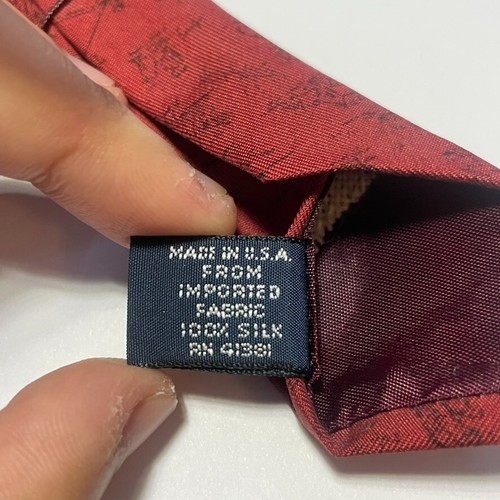 MADE IN U.S.A.
FROM
IMPORTED
FABRIC
100% SILK
RN 41381